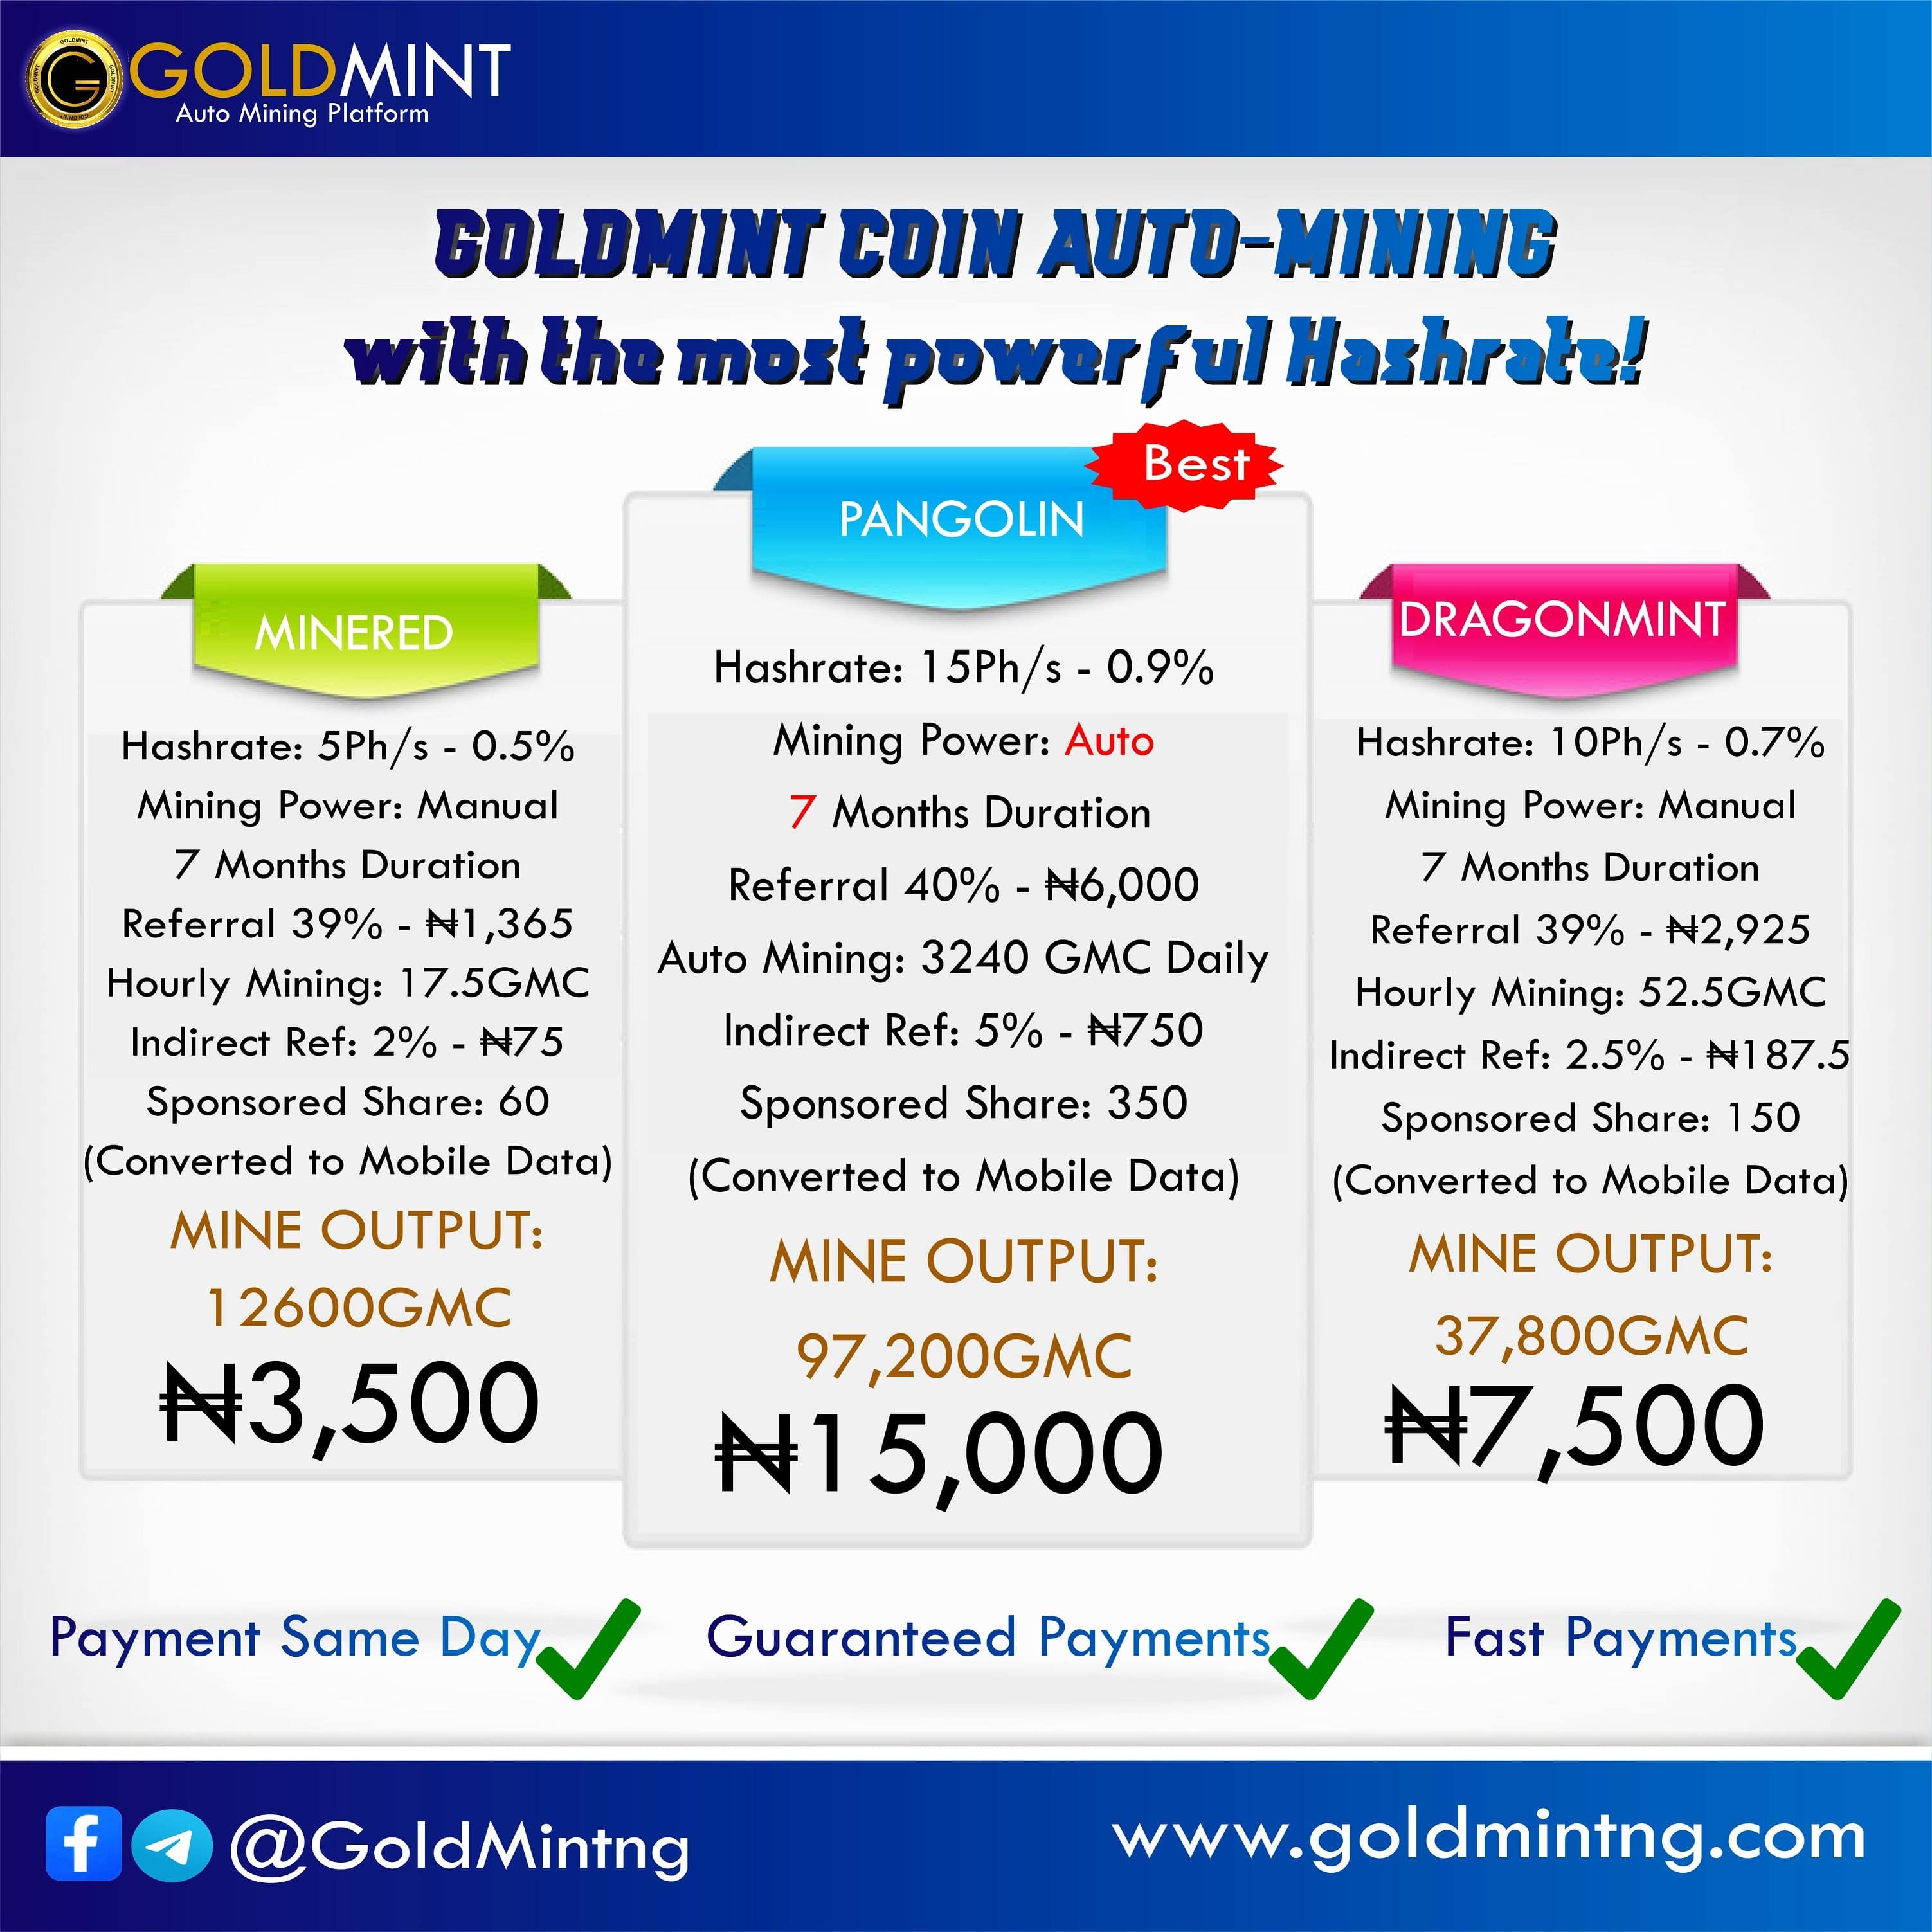 GOLDMINT
Auto Mining Platform
GOLDMINT COIN AUTO-MINING
with the most powerful Hashrate!
MINERED
Hashrate: 5Ph/s - 0.5%
Mining Power: Manual
7 Months Duration
Referral 39% - ₦1,365
Hourly Mining: 17.5GMC
Indirect Ref: 2% - ₦75
Sponsored Share: 60
(Converted to Mobile Data)
MINE OUTPUT:
12600GMC
₦3,500
Best
PANGOLIN
Hashrate: 15Ph/s - 0.9%
Mining Power: Auto
7 Months Duration
Referral 40% - ₦6,000
Auto Mining: 3240 GMC Daily
Indirect Ref: 5% - ₦750
Sponsored Share: 350
(Converted to Mobile Data)
MINE OUTPUT:
97,200GMC
₦15,000
DRAGONMINT
Hashrate: 10Ph/s - 0.7%
Mining Power: Manual
7 Months Duration
Referral 39% - ₦2,925
Hourly Mining: 52.5GMC
Indirect Ref: 2.5% - ₦187.5
Sponsored Share: 150
(Converted to Mobile Data)
MINE OUTPUT:
37,800GMC
₦7,500
Payment Same Day
Guaranteed Payments
Fast Payments
@GoldMintng
www.goldmintng.com